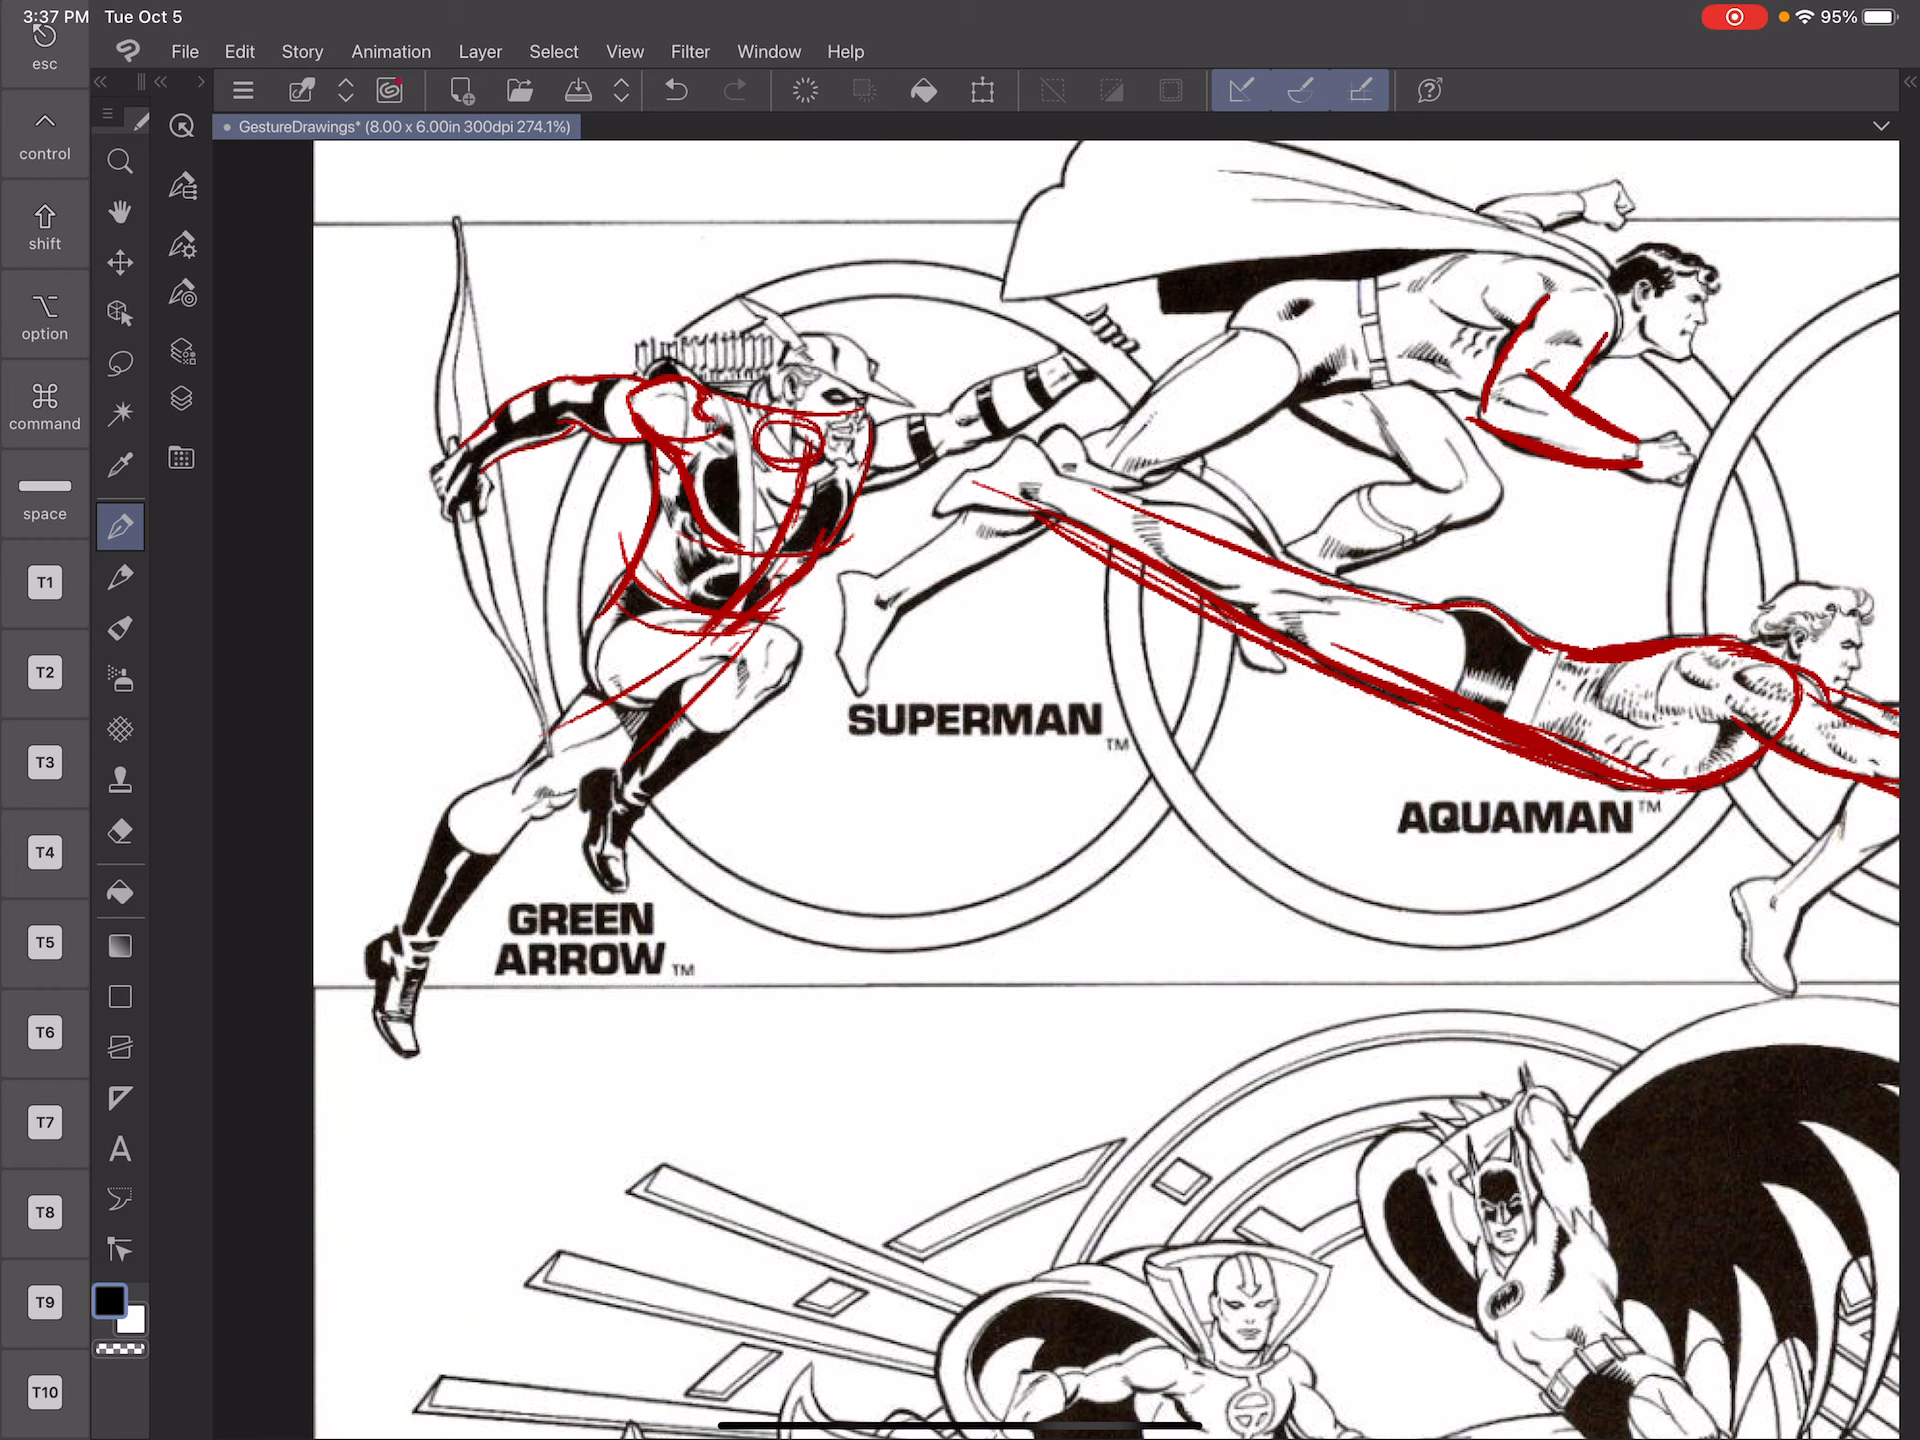 3:37 PM Tue Oct 5
95%
esc
File Edit Story Animation Layer Select View Filter Window Help
control
GestureDrawings* (8.00 x 6.00in 300dpi 274.1%)
shift
option
command
space
T1
T2
T3
T4
T5
T6
T7
T8
T9
T10
SUPERMAN TM
AQUAMAN TM
GREEN
ARROW TM